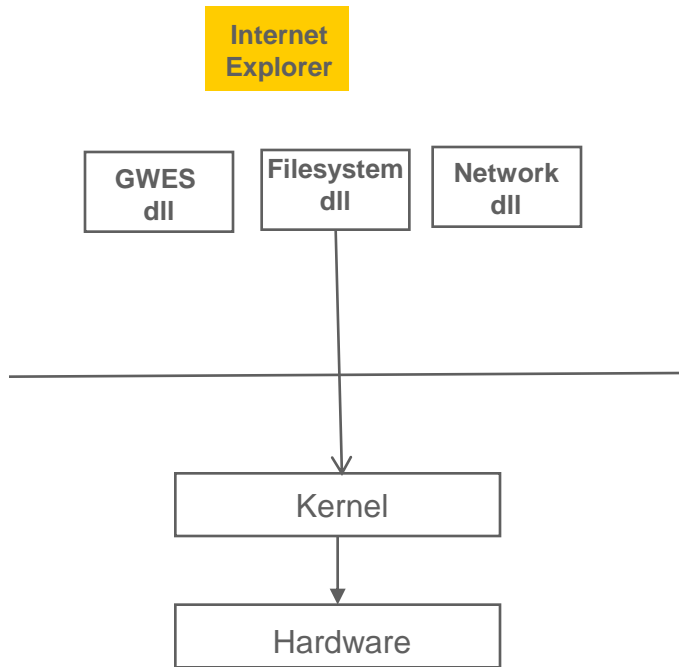 Internet
Explorer
GWES
dll
Filesystem
dll
Network
dll
Kernel
Hardware